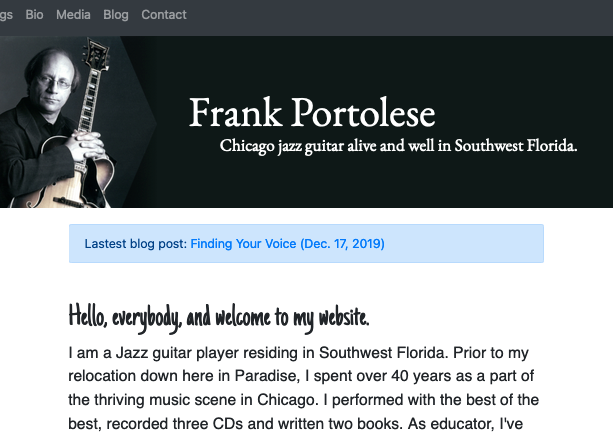 gs Bio Media Blog Contact
Frank Portolese
Chicago jazz guitar alive and well in Southwest Florida.
Lastest blog post: Finding Your Voice (Dec. 17, 2019)
Hello, everybody, and welcome to my website.
I am a Jazz guitar player residing in Southwest Florida. Prior to my
relocation down here in Paradise, I spent over 40 years as a part of
the thriving music scene in Chicago. I performed with the best of the
best, recorded three CDs and written two books. As educator, I've